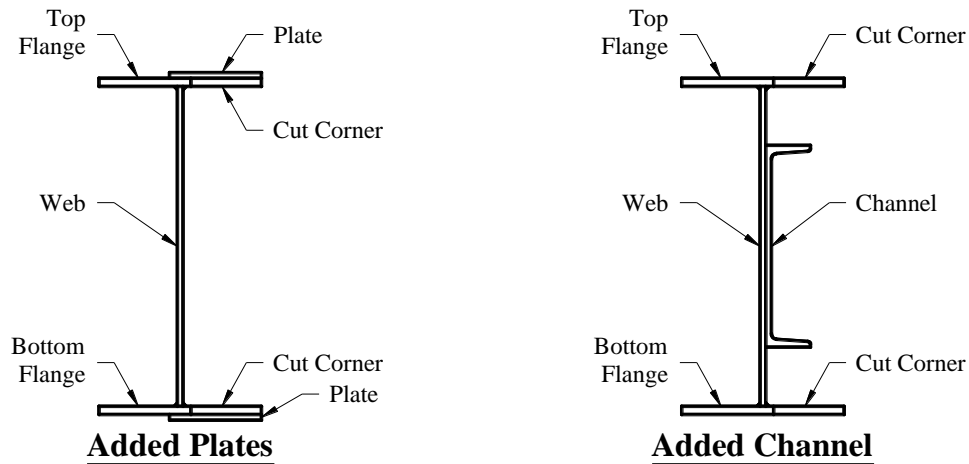 Top
Flange
Plate
Cut Corner
Web
Bottom
Flange
Cut Corner
Plate
Added Plates
Top
Flange
Cut Corner
Web
Channel
Bottom
Flange
Cut Corner
Added Channel